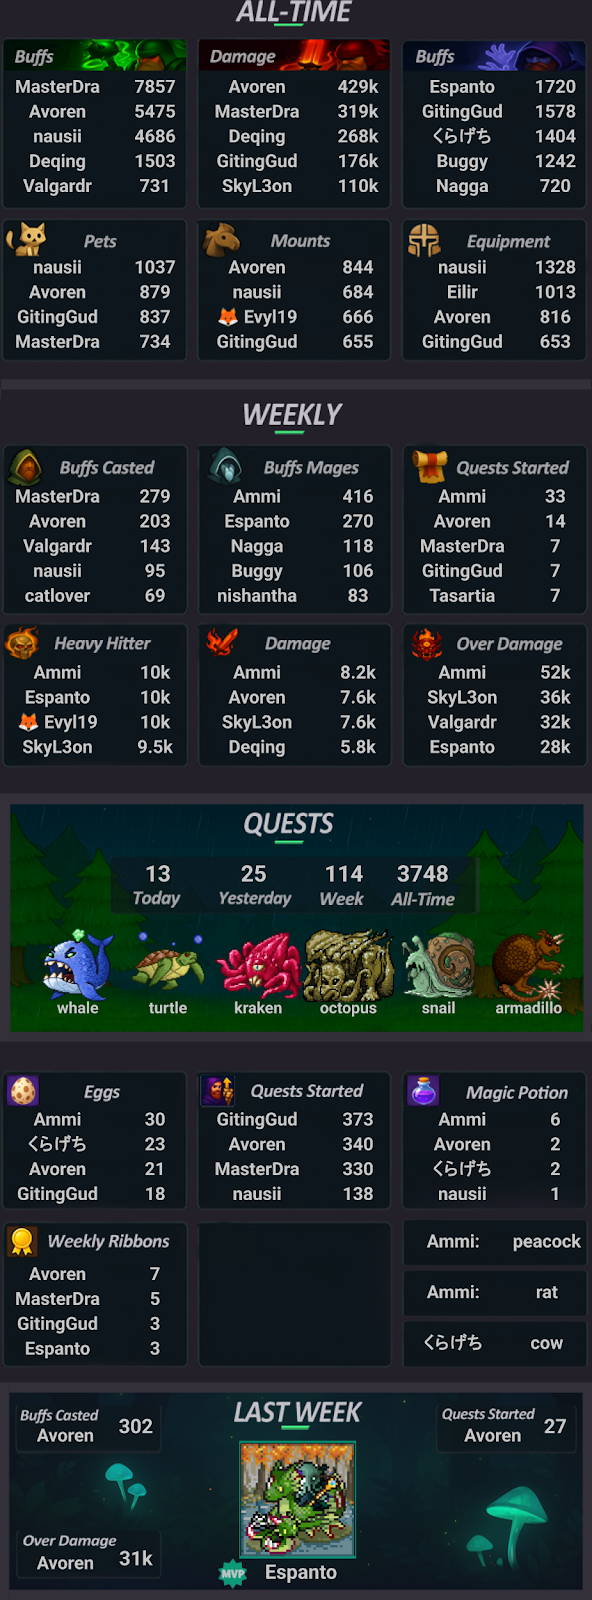 ALL-TIME
Buffs
MasterDra 7857
Avoren 5475
nausii 4686
Deqing 1503
Valgardr 731
Damage
Avoren 429k
MasterDra 319k
Deqing 268k
GitingGud 176k
SkyL3on 110k
Buffs
Espanto 1720
GitingGud 1578
くらげち 1404
Buggy 1242
Nagga 720
Pets
nausii 1037
Avoren 879
GitingGud 837
MasterDra 734
Mounts
Avoren 844
nausii 684
🦊 Evyl19 666
GitingGud 655
Equipment
nausii 1328
Eilir 1013
Avoren 816
GitingGud 653
WEEKLY
Buffs Casted
MasterDra 279
Avoren 203
Valgardr 143
nausii 95
catlover 69
Buffs Mages
Ammi 416
Espanto 270
Nagga 118
Buggy 106
nishantha 83
Quests Started
Ammi 33
Avoren 14
MasterDra 7
GitingGud 7
Tasartia 7
Heavy Hitter
Ammi 10k
Espanto 10k
🦊 Evyl19 10k
SkyL3on 9.5k
Damage
Ammi 8.2k
Avoren 7.6k
SkyL3on 7.6k
Deqing 5.8k
Over Damage
Ammi 52k
SkyL3on 36k
Valgardr 32k
Espanto 28k
QUESTS
13 25 114 3748
Today Yesterday Week All-Time
whale turtle kraken octopus snail armadillo
Eggs
Ammi 30
くらげち 23
Avoren 21
GitingGud 18
Quests Started
GitingGud 373
Avoren 340
MasterDra 330
nausii 138
Magic Potion
Ammi 6
Avoren 2
くらげち 2
nausii 1
Weekly Ribbons
Avoren 7
MasterDra 5
GitingGud 3
Espanto 3
Ammi: peacock
Ammi: rat
くらげち cow
LAST WEEK
Buffs Casted
Avoren 302
Quests Started
Avoren 27
Over Damage
Avoren 31k
MVP Espanto